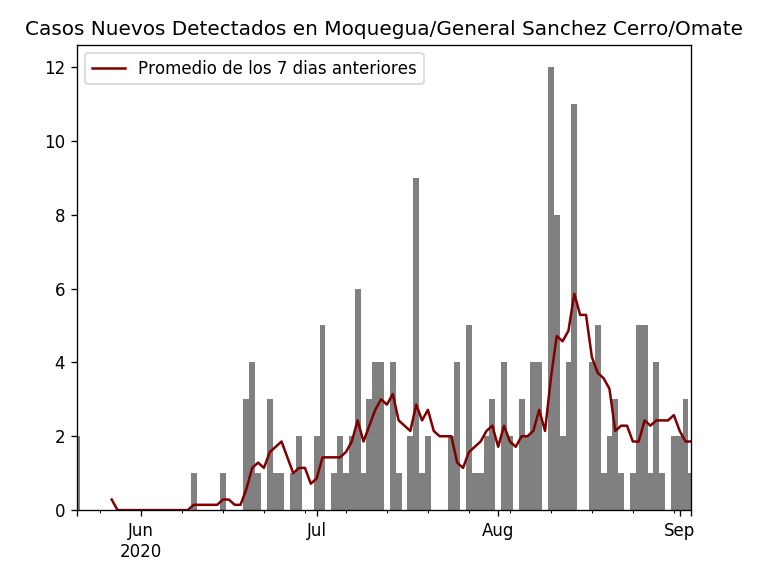 Casos Nuevos Detectados en Moquegua/General Sanchez Cerro/Omate
Promedio de los 7 dias anteriores
12
10
8
6
4
2
0
Jun Jul Aug Sep
2020